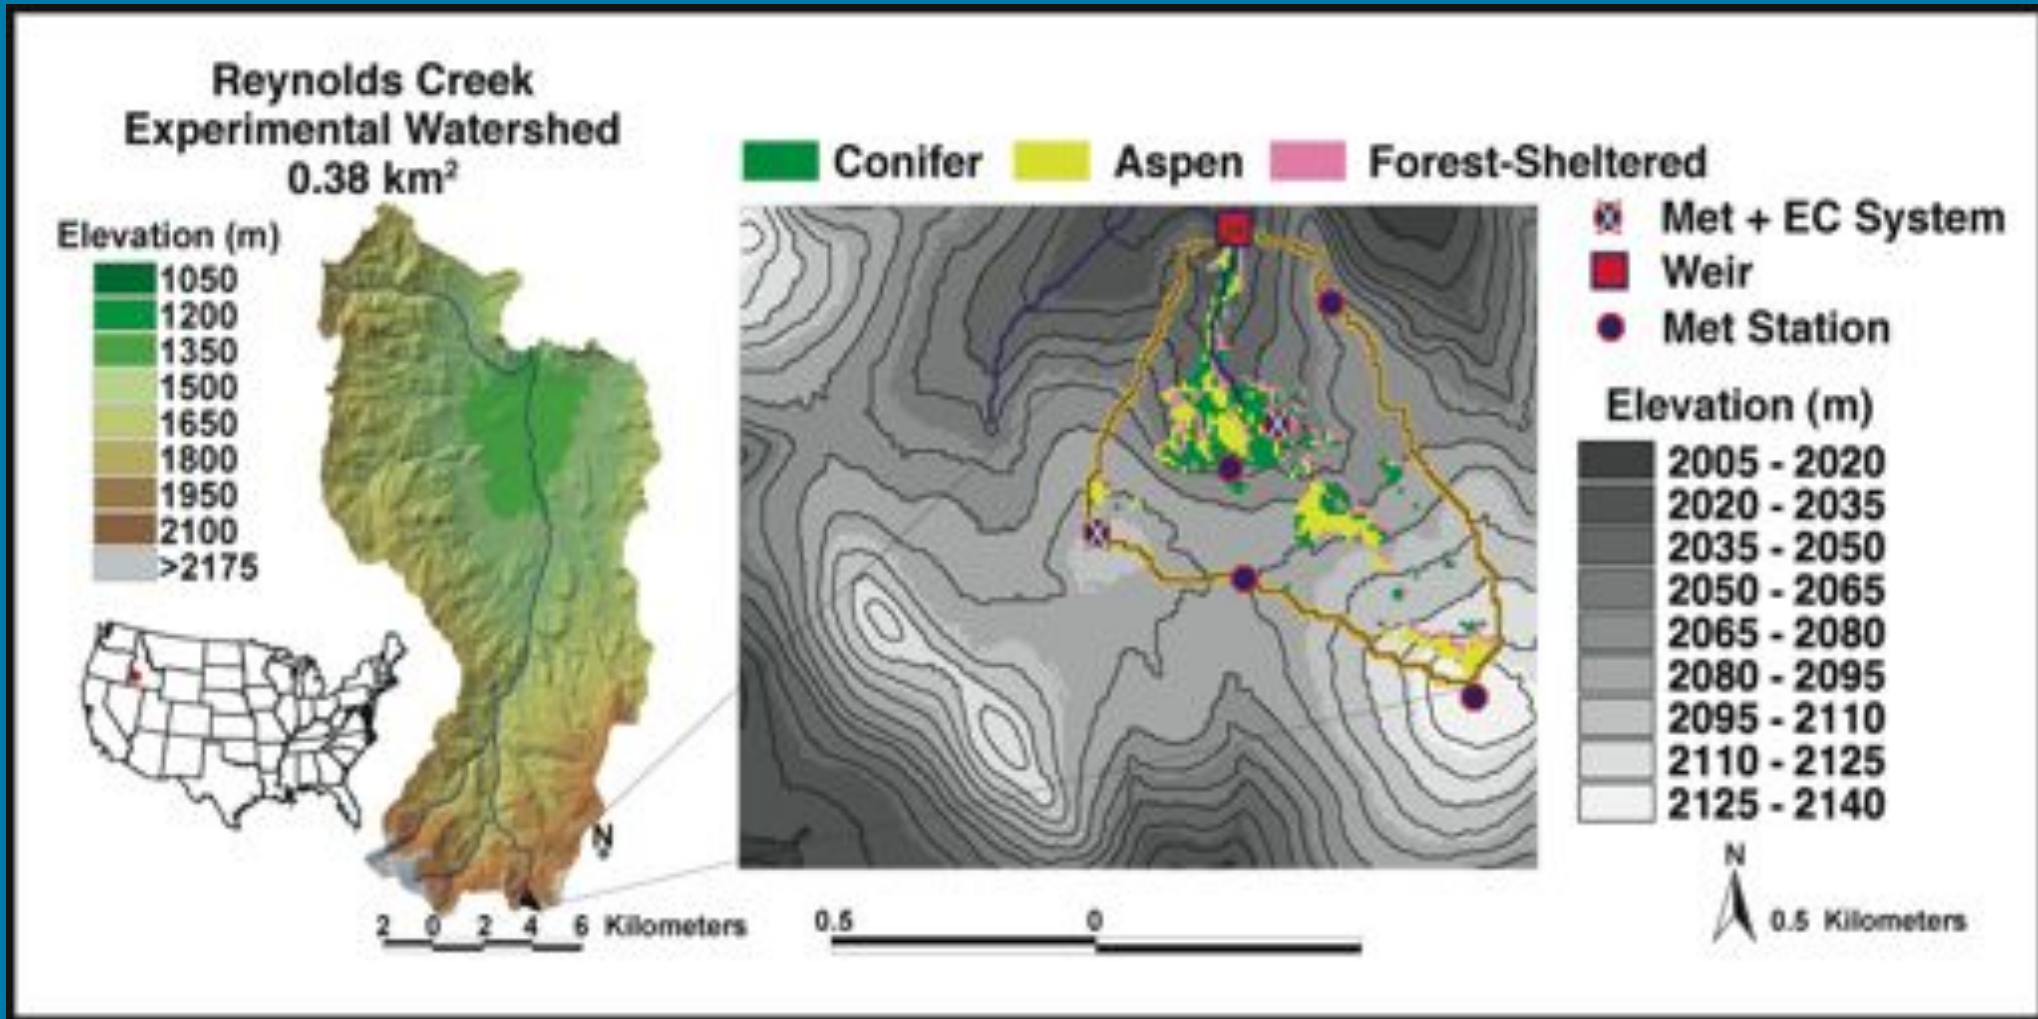 Reynolds Creek
Experimental Watershed
0.38 km²
Elevation (m)
1050
1200
1350
1500
1650
1800
1950
2100
>2175
N
2 0 2 4 6 Kilometers
Conifer Aspen Forest-Sheltered
Met + EC System
Weir
Met Station
Elevation (m)
2005 - 2020
2020 - 2035
2035 - 2050
2050 - 2065
2065 - 2080
2080 - 2095
2095 - 2110
2110 - 2125
2125 - 2140
N
0.5 0
0.5 Kilometers